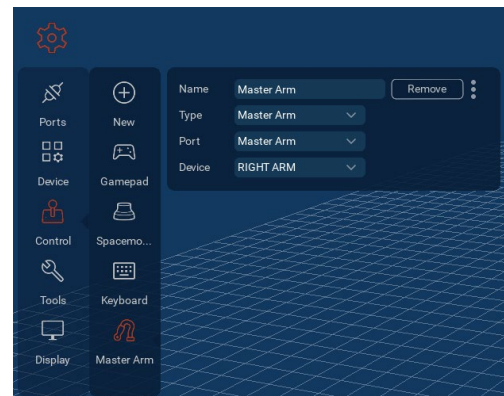 Ports
Device
Control
Tools
Display
New
Gamepad
Spacemo...
Keyboard
Master Arm
Name Master Arm Remove
Type Master Arm
Port Master Arm
Device RIGHT ARM